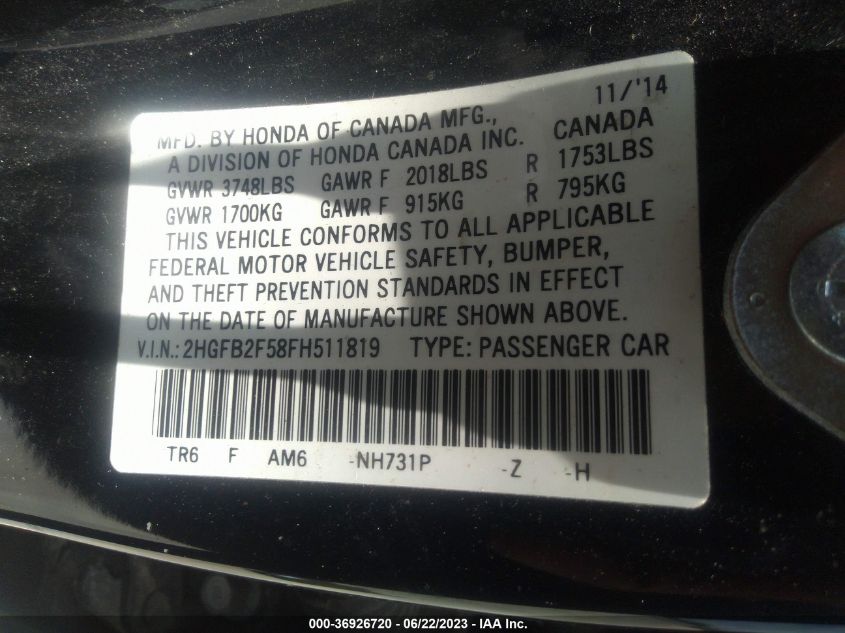 11/'14
MFD. BY HONDA OF CANADA MFG., CANADA
A DIVISION OF HONDA CANADA INC.
GVWR 3748LBS GAWR F 2018LBS R 1753LBS
GVWR 1700KG GAWR F 915KG R 795KG
THIS VEHICLE CONFORMS TO ALL APPLICABLE
FEDERAL MOTOR VEHICLE SAFETY, BUMPER,
AND THEFT PREVENTION STANDARDS IN EFFECT
ON THE DATE OF MANUFACTURE SHOWN ABOVE.
V.I.N.: 2HGFB2F58FH511819 TYPE: PASSENGER CAR
TR6 F AM6 -NH731P -Z -H
000-36926720 - 06/22/2023 - IAA Inc.